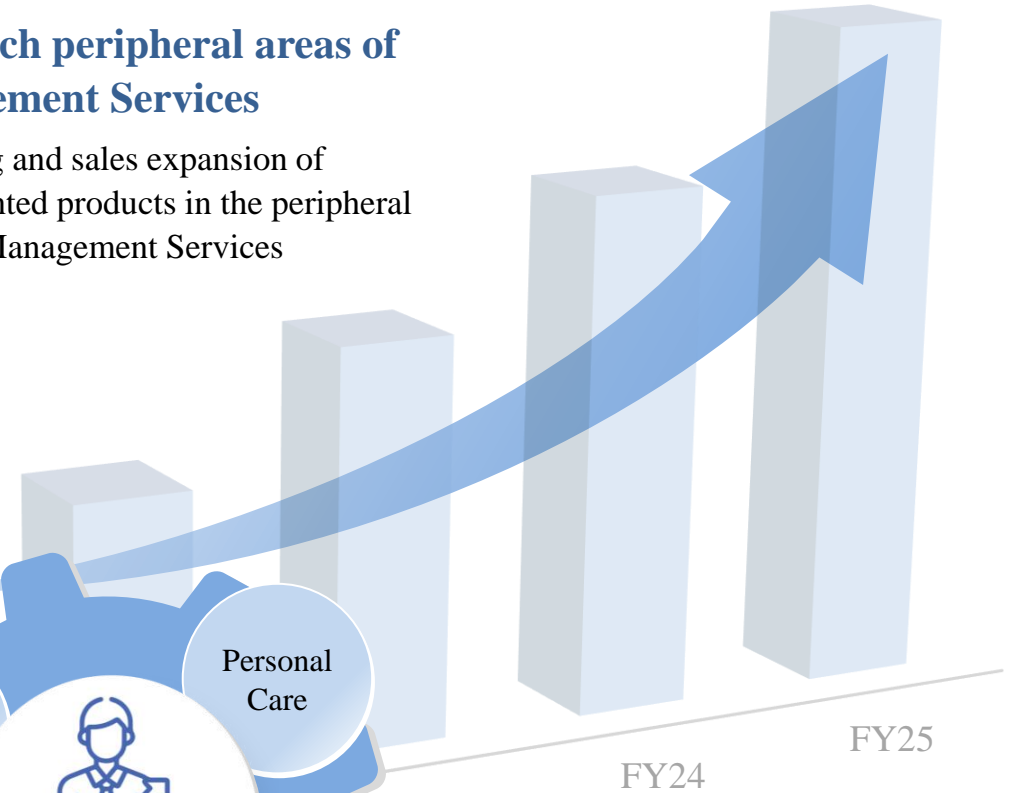 ch peripheral areas of
ement Services
g and sales expansion of
nted products in the peripheral
Management Services
Personal
Care
FY25
FY24